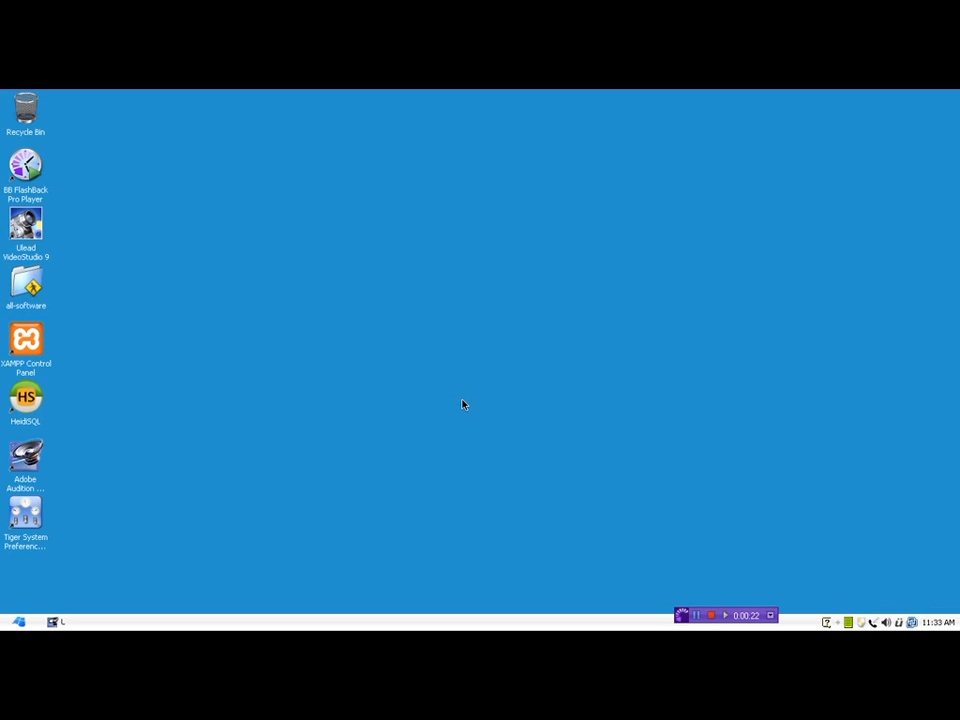 Recycle Bin
BB FlashBack
Pro Player
Ulead
VideoStudio 9
all-software
XAMPP Control
Panel
HS
HeidiSQL
Adobe
Audition ...
Tiger System
Preferenc...
L
0:00:22
11:33 AM